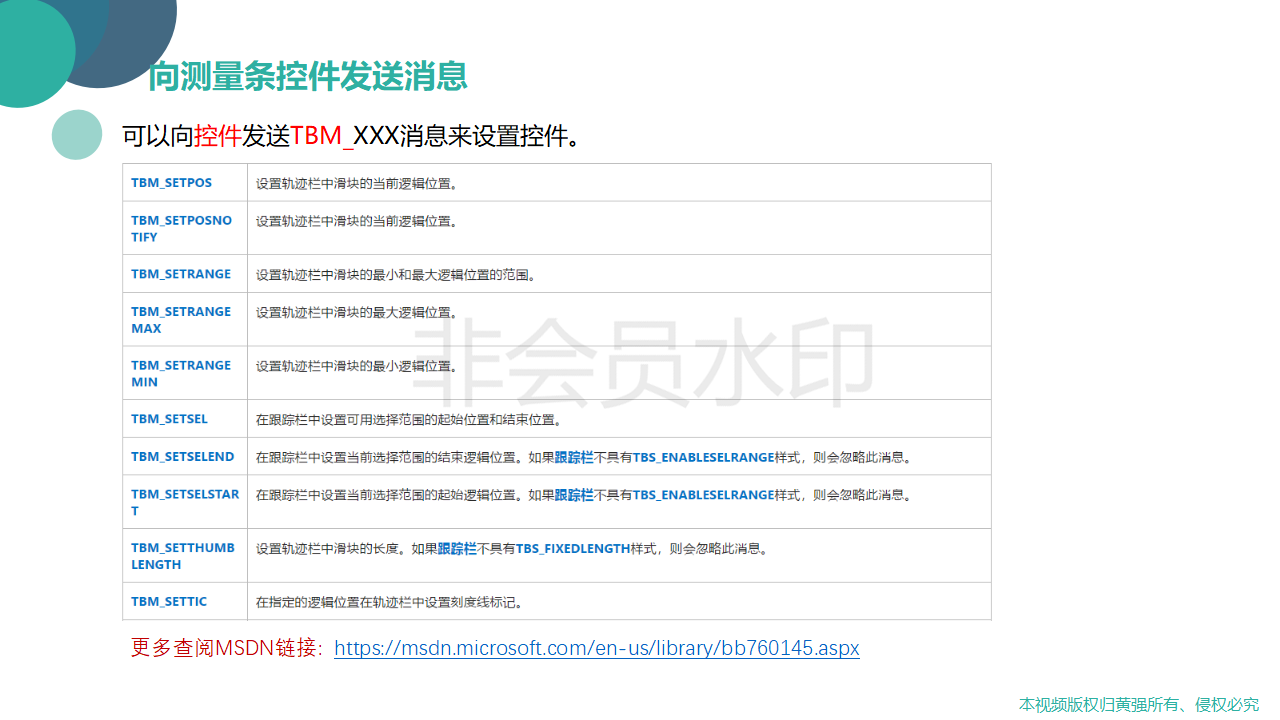 向测量条控件发送消息
可以向控件发送TBM_XXX消息来设置控件。
TBM_SETPOS 设置轨迹栏中滑块的当前逻辑位置。
TBM_SETPOSNO 设置轨迹栏中滑块的当前逻辑位置。
TIFY
TBM_SETRANGE 设置轨迹栏中滑块的最小和最大逻辑位置的范围。
TBM_SETRANGE 设置轨迹栏中滑块的最大逻辑位置。
MAX
TBM_SETRANGE 设置轨迹栏中滑块的最小逻辑位置。
MIN
TBM_SETSEL 在跟踪栏中设置可用选择范围的起始位置和结束位置。
TBM_SETSELEND 在跟踪栏中设置当前选择范围的结束逻辑位置。如果跟踪栏不具有TBS_ENABLESELRANGE样式，则会忽略此消息。
TBM_SETSELSTAR 在跟踪栏中设置当前选择范围的起始逻辑位置。如果跟踪栏不具有TBS_ENABLESELRANGE样式，则会忽略此消息。
T
TBM_SETTHUMB 设置轨迹栏中滑块的长度。如果跟踪栏不具有TBS_FIXEDLENGTH样式，则会忽略此消息。
LENGTH
TBM_SETTIC 在指定的逻辑位置在轨迹栏中设置刻度线标记。
非会员水印
更多查阅MSDN链接：https://msdn.microsoft.com/en-us/library/bb760145.aspx
本视频版权归黄强所有、侵权必究